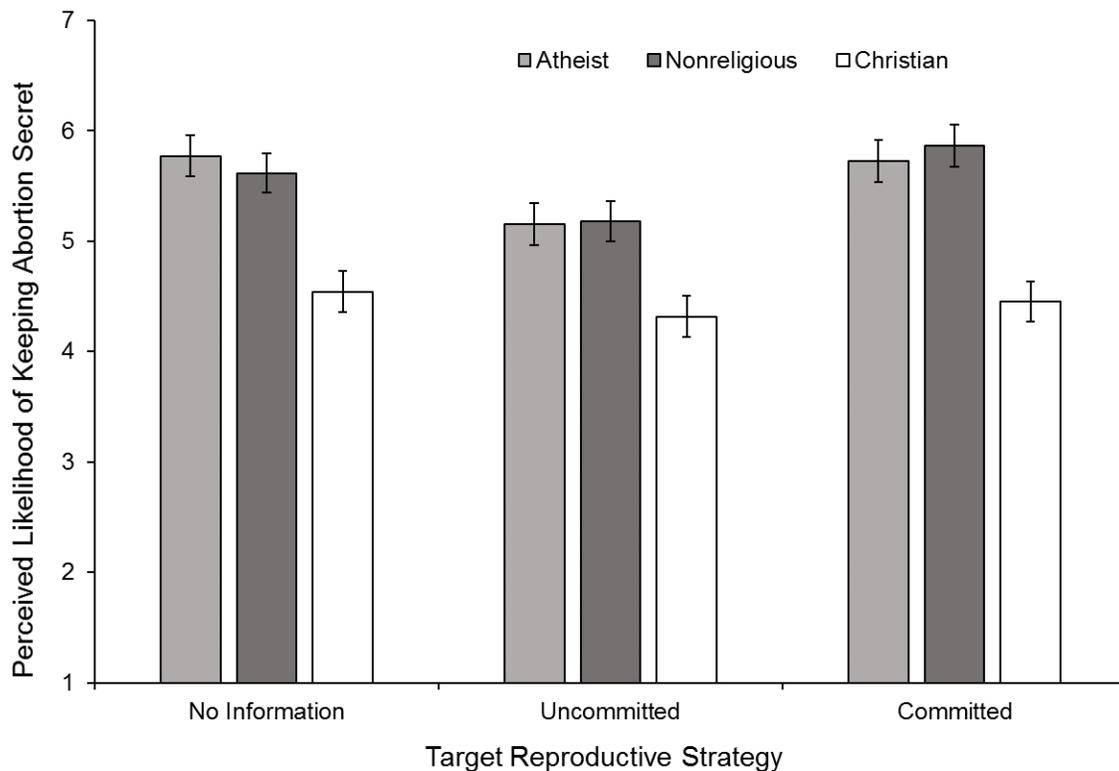 Perceived Likelihood of Keeping Abortion Secret
7
6
5
4
3
2
1
Atheist Nonreligious Christian
No Information Uncommitted Committed
Target Reproductive Strategy